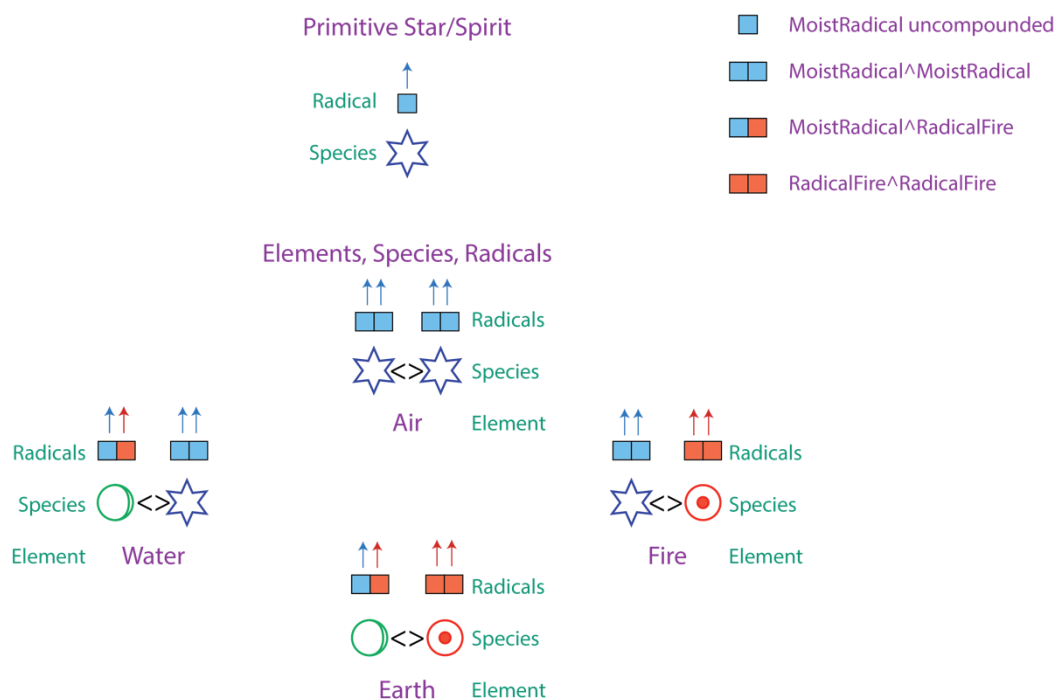 Primitive Star/Spirit
Radical
Species
MoistRadical uncompounded
MoistRadical^MoistRadical
MoistRadical^RadicalFire
RadicalFire^RadicalFire
Elements, Species, Radicals
Radicals
<> Species
Air Element
Radicals
Species <>
Element Water
Radicals
<> Species
Fire Element
Radicals
<> Species
Earth Element